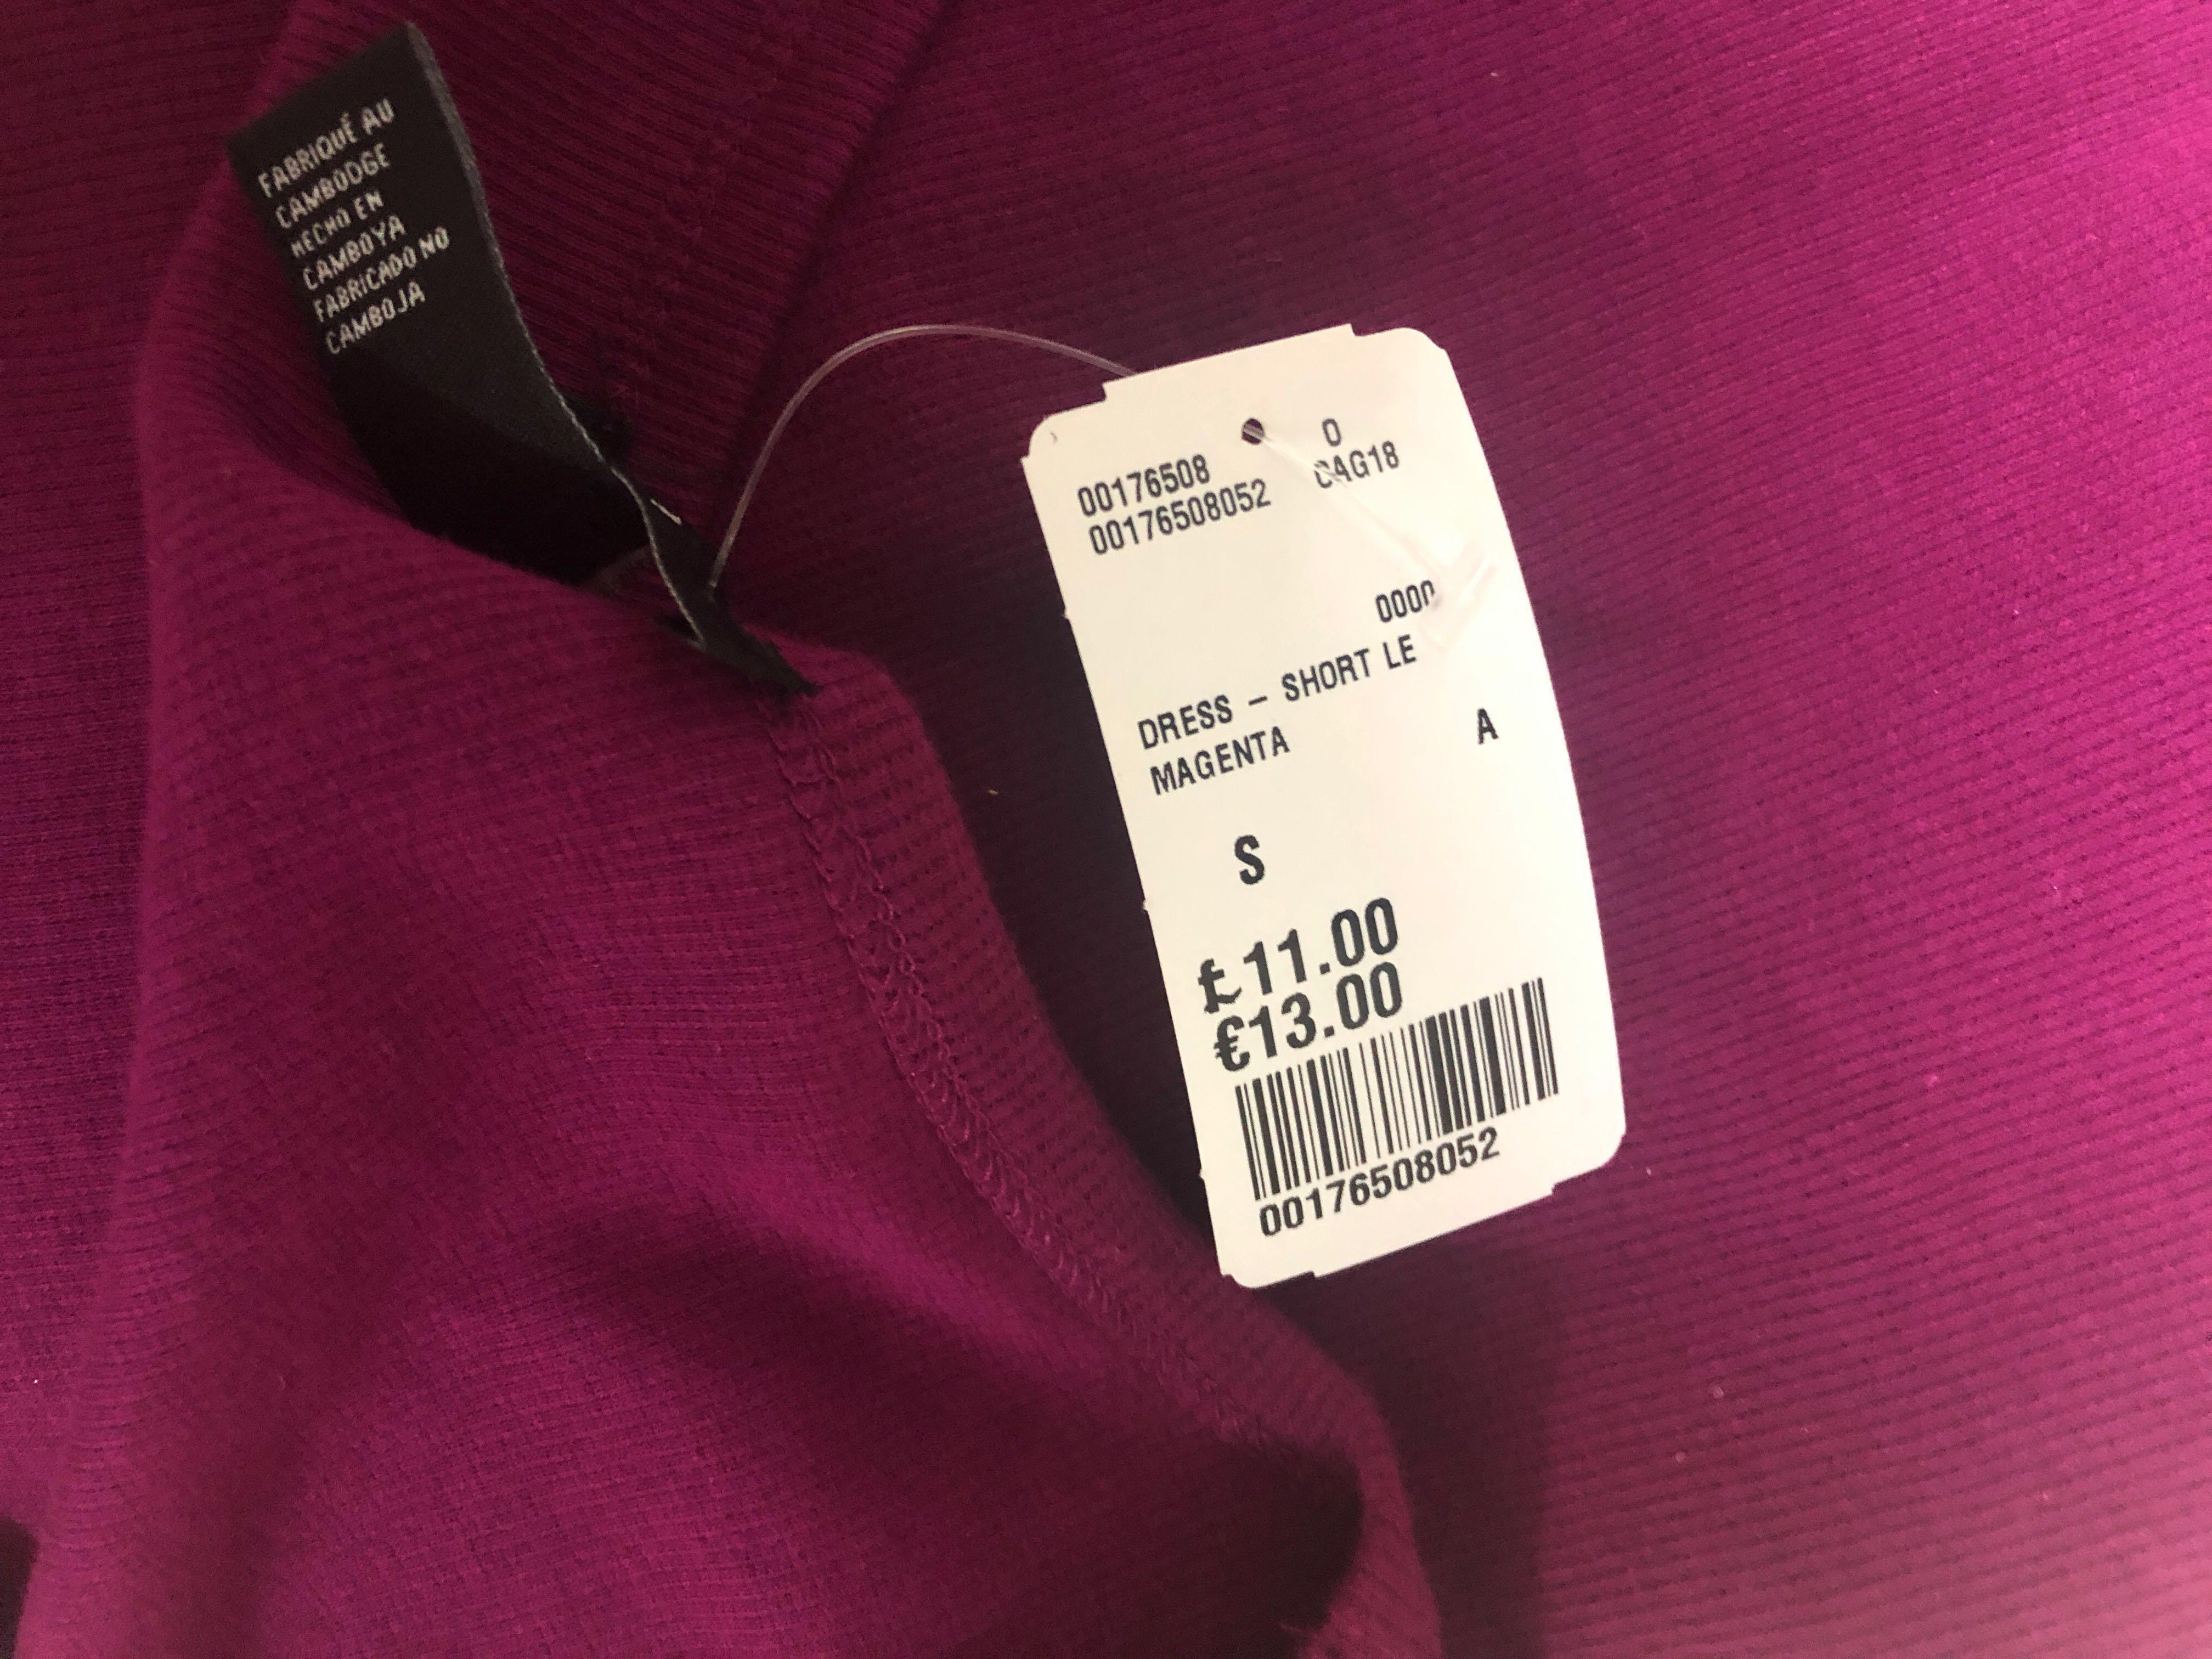 FABRIQUÉ AU
CAMBODGE
HECHO EN
CAMBOYA
FABRICADO NO
CAMBOJA
00176508 0
00176508052 CAG18
0000
DRESS – SHORT LE
MAGENTA A
S
£11.00
€13.00
00176508052